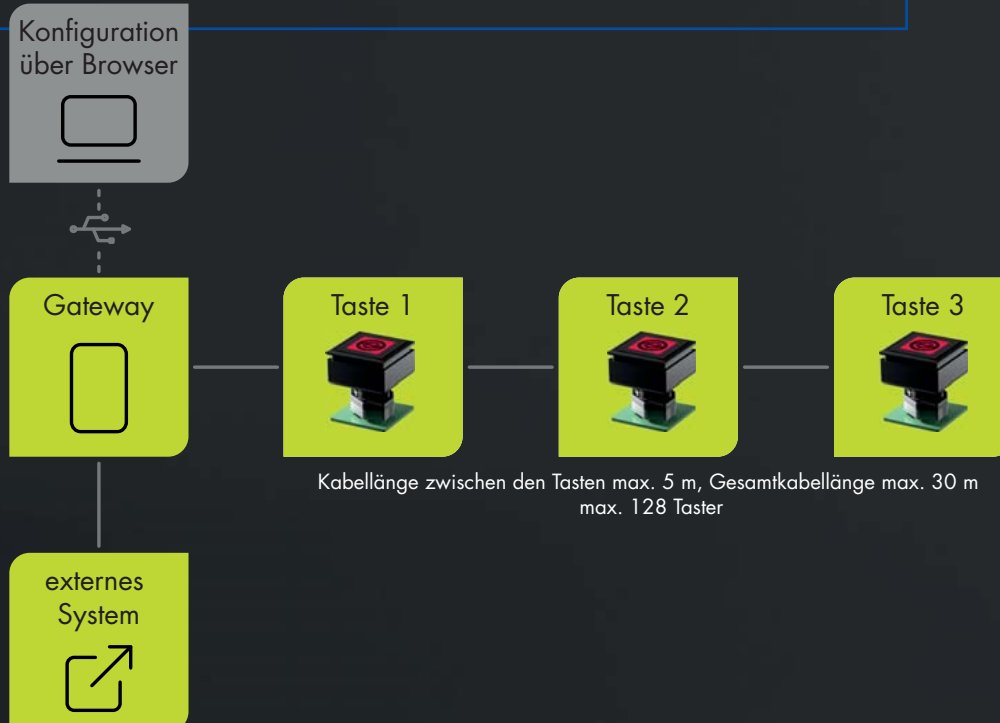 Konfiguration
über Browser
Gateway
Taste 1
Taste 2
Taste 3
Kabellänge zwischen den Tasten max. 5 m, Gesamtkabellänge max. 30 m
max. 128 Taster
externes
System